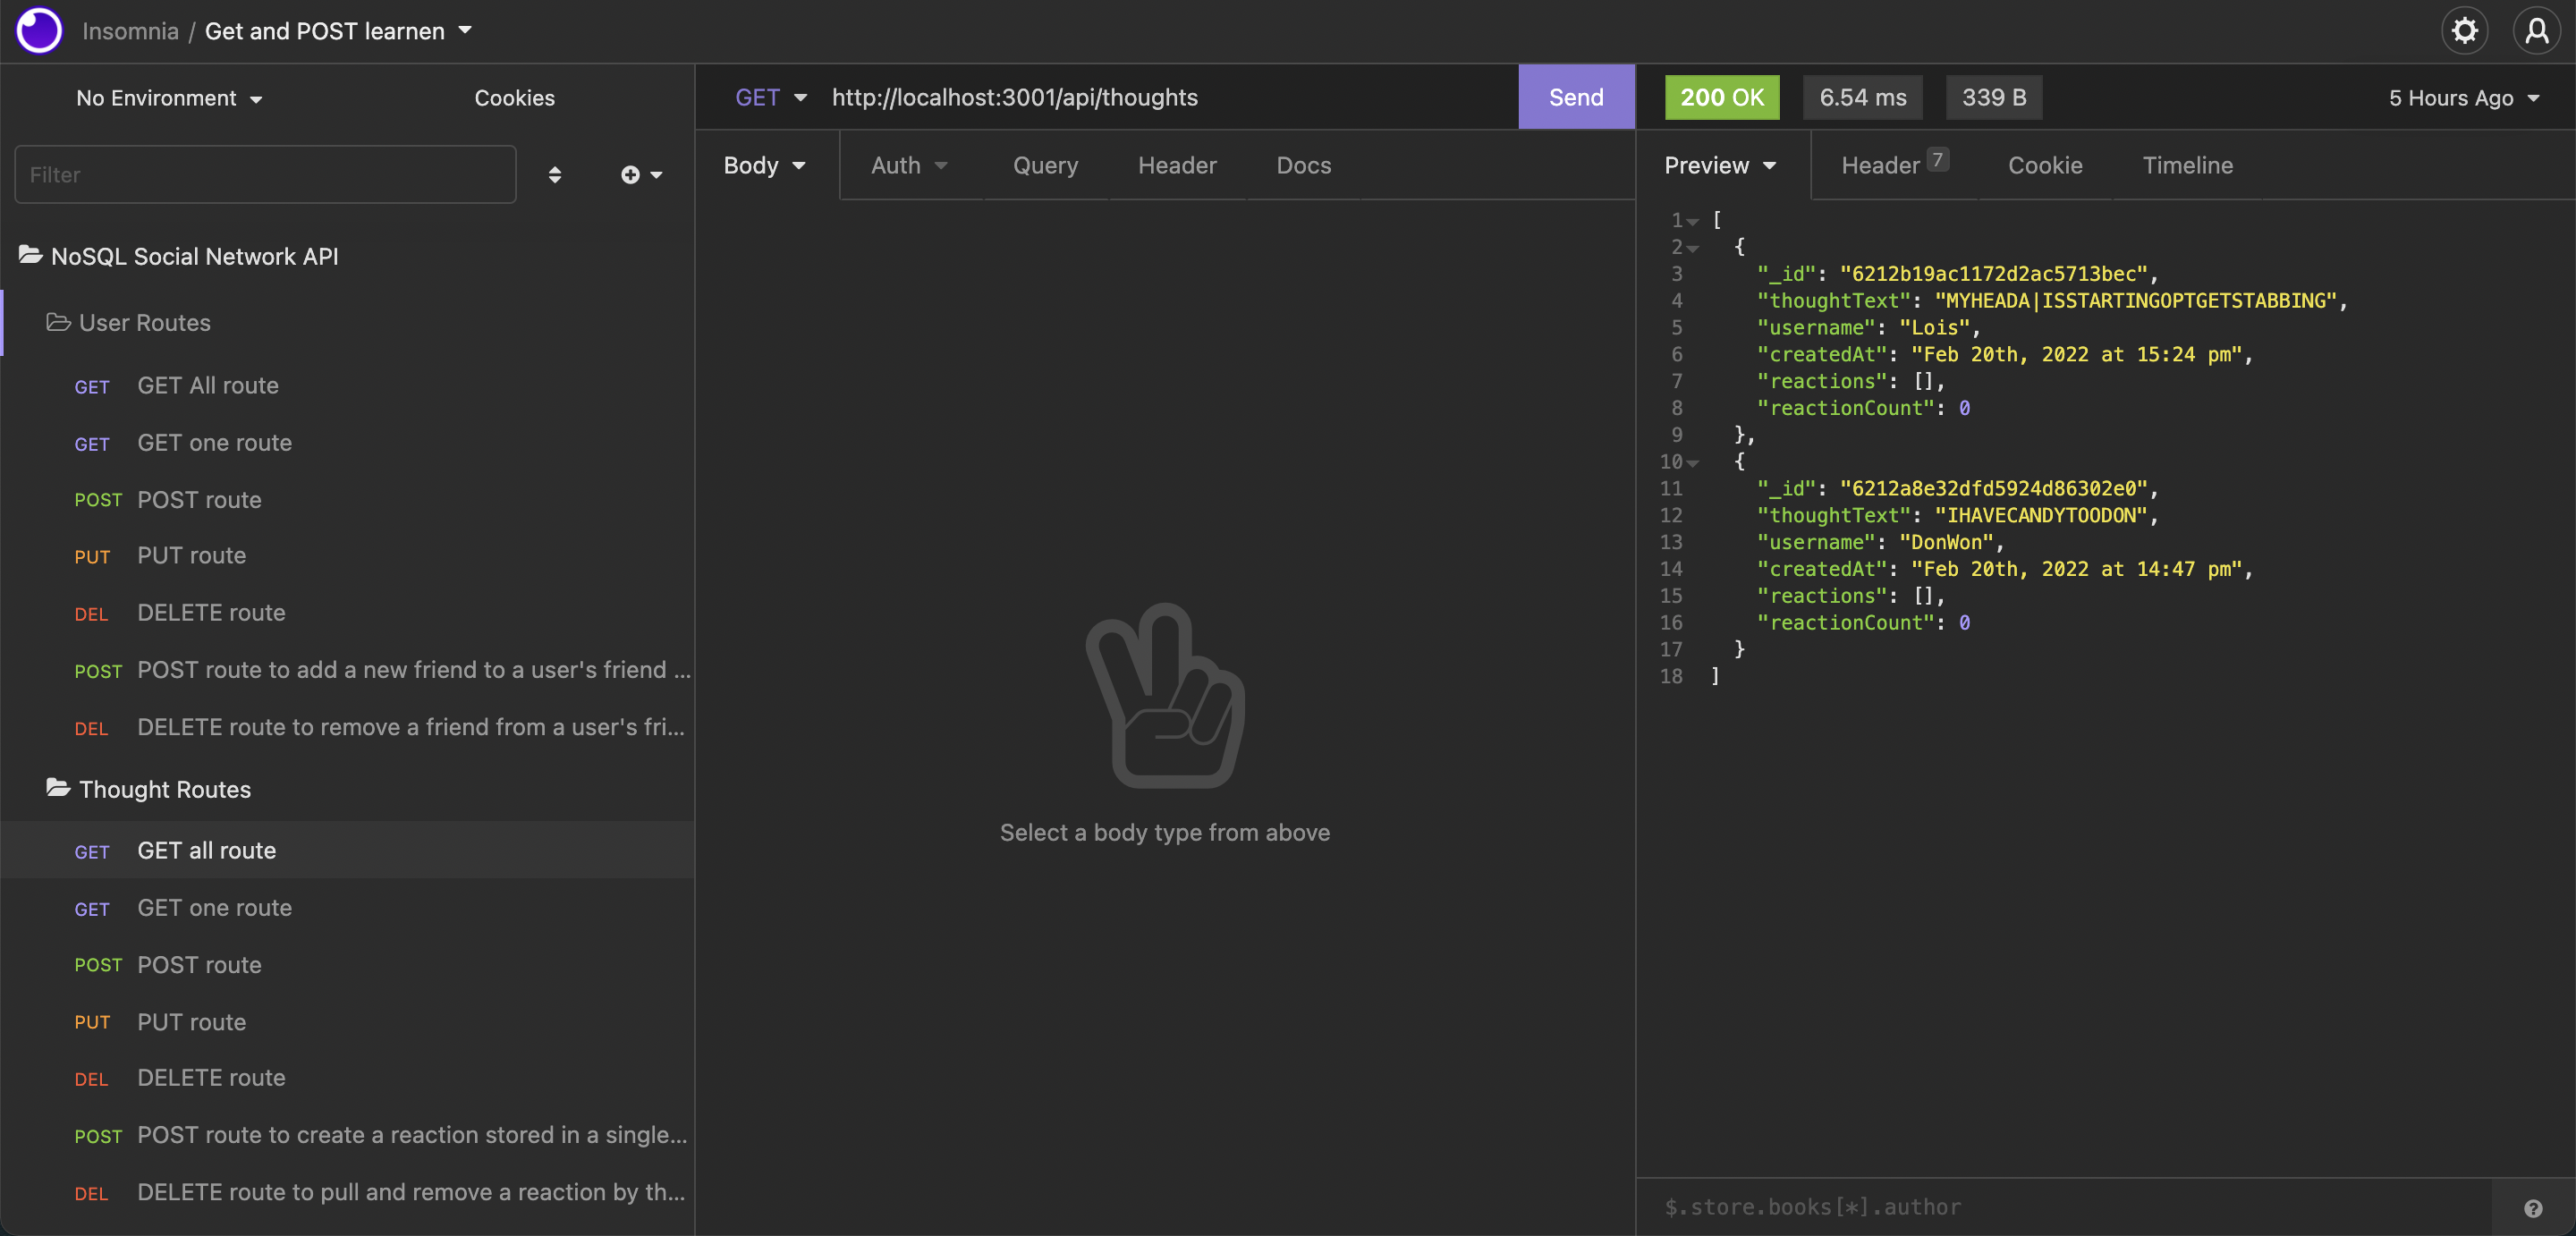 Insomnia / Get and POST learnen
No Environment
Cookies
Filter
NoSQL Social Network API
User Routes
GET GET All route
GET GET one route
POST POST route
PUT PUT route
DEL DELETE route
POST POST route to add a new friend to a user's friend ...
DEL DELETE route to remove a friend from a user's fri...
Thought Routes
GET GET all route
GET GET one route
POST POST route
PUT PUT route
DEL DELETE route
POST POST route to create a reaction stored in a single...
DEL DELETE route to pull and remove a reaction by th...
GET http://localhost:3001/api/thoughts Send
Body Auth Query Header Docs
Select a body type from above
200 OK 6.54 ms 339 B 5 Hours Ago
Preview Header 7 Cookie Timeline
1 [
2 {
3 "_id": "6212b19ac1172d2ac5713bec",
4 "thoughtText": "MYHEADA|ISSTARTINGOPTGETSTABBING",
5 "username": "Lois",
6 "createdAt": "Feb 20th, 2022 at 15:24 pm",
7 "reactions": [],
8 "reactionCount": 0
9 },
10 {
11 "_id": "6212a8e32dfd5924d86302e0",
12 "thoughtText": "IHAVECANDYTOODON",
13 "username": "DonWon",
14 "createdAt": "Feb 20th, 2022 at 14:47 pm",
15 "reactions": [],
16 "reactionCount": 0
17 }
18 ]
$.store.books[*].author
?